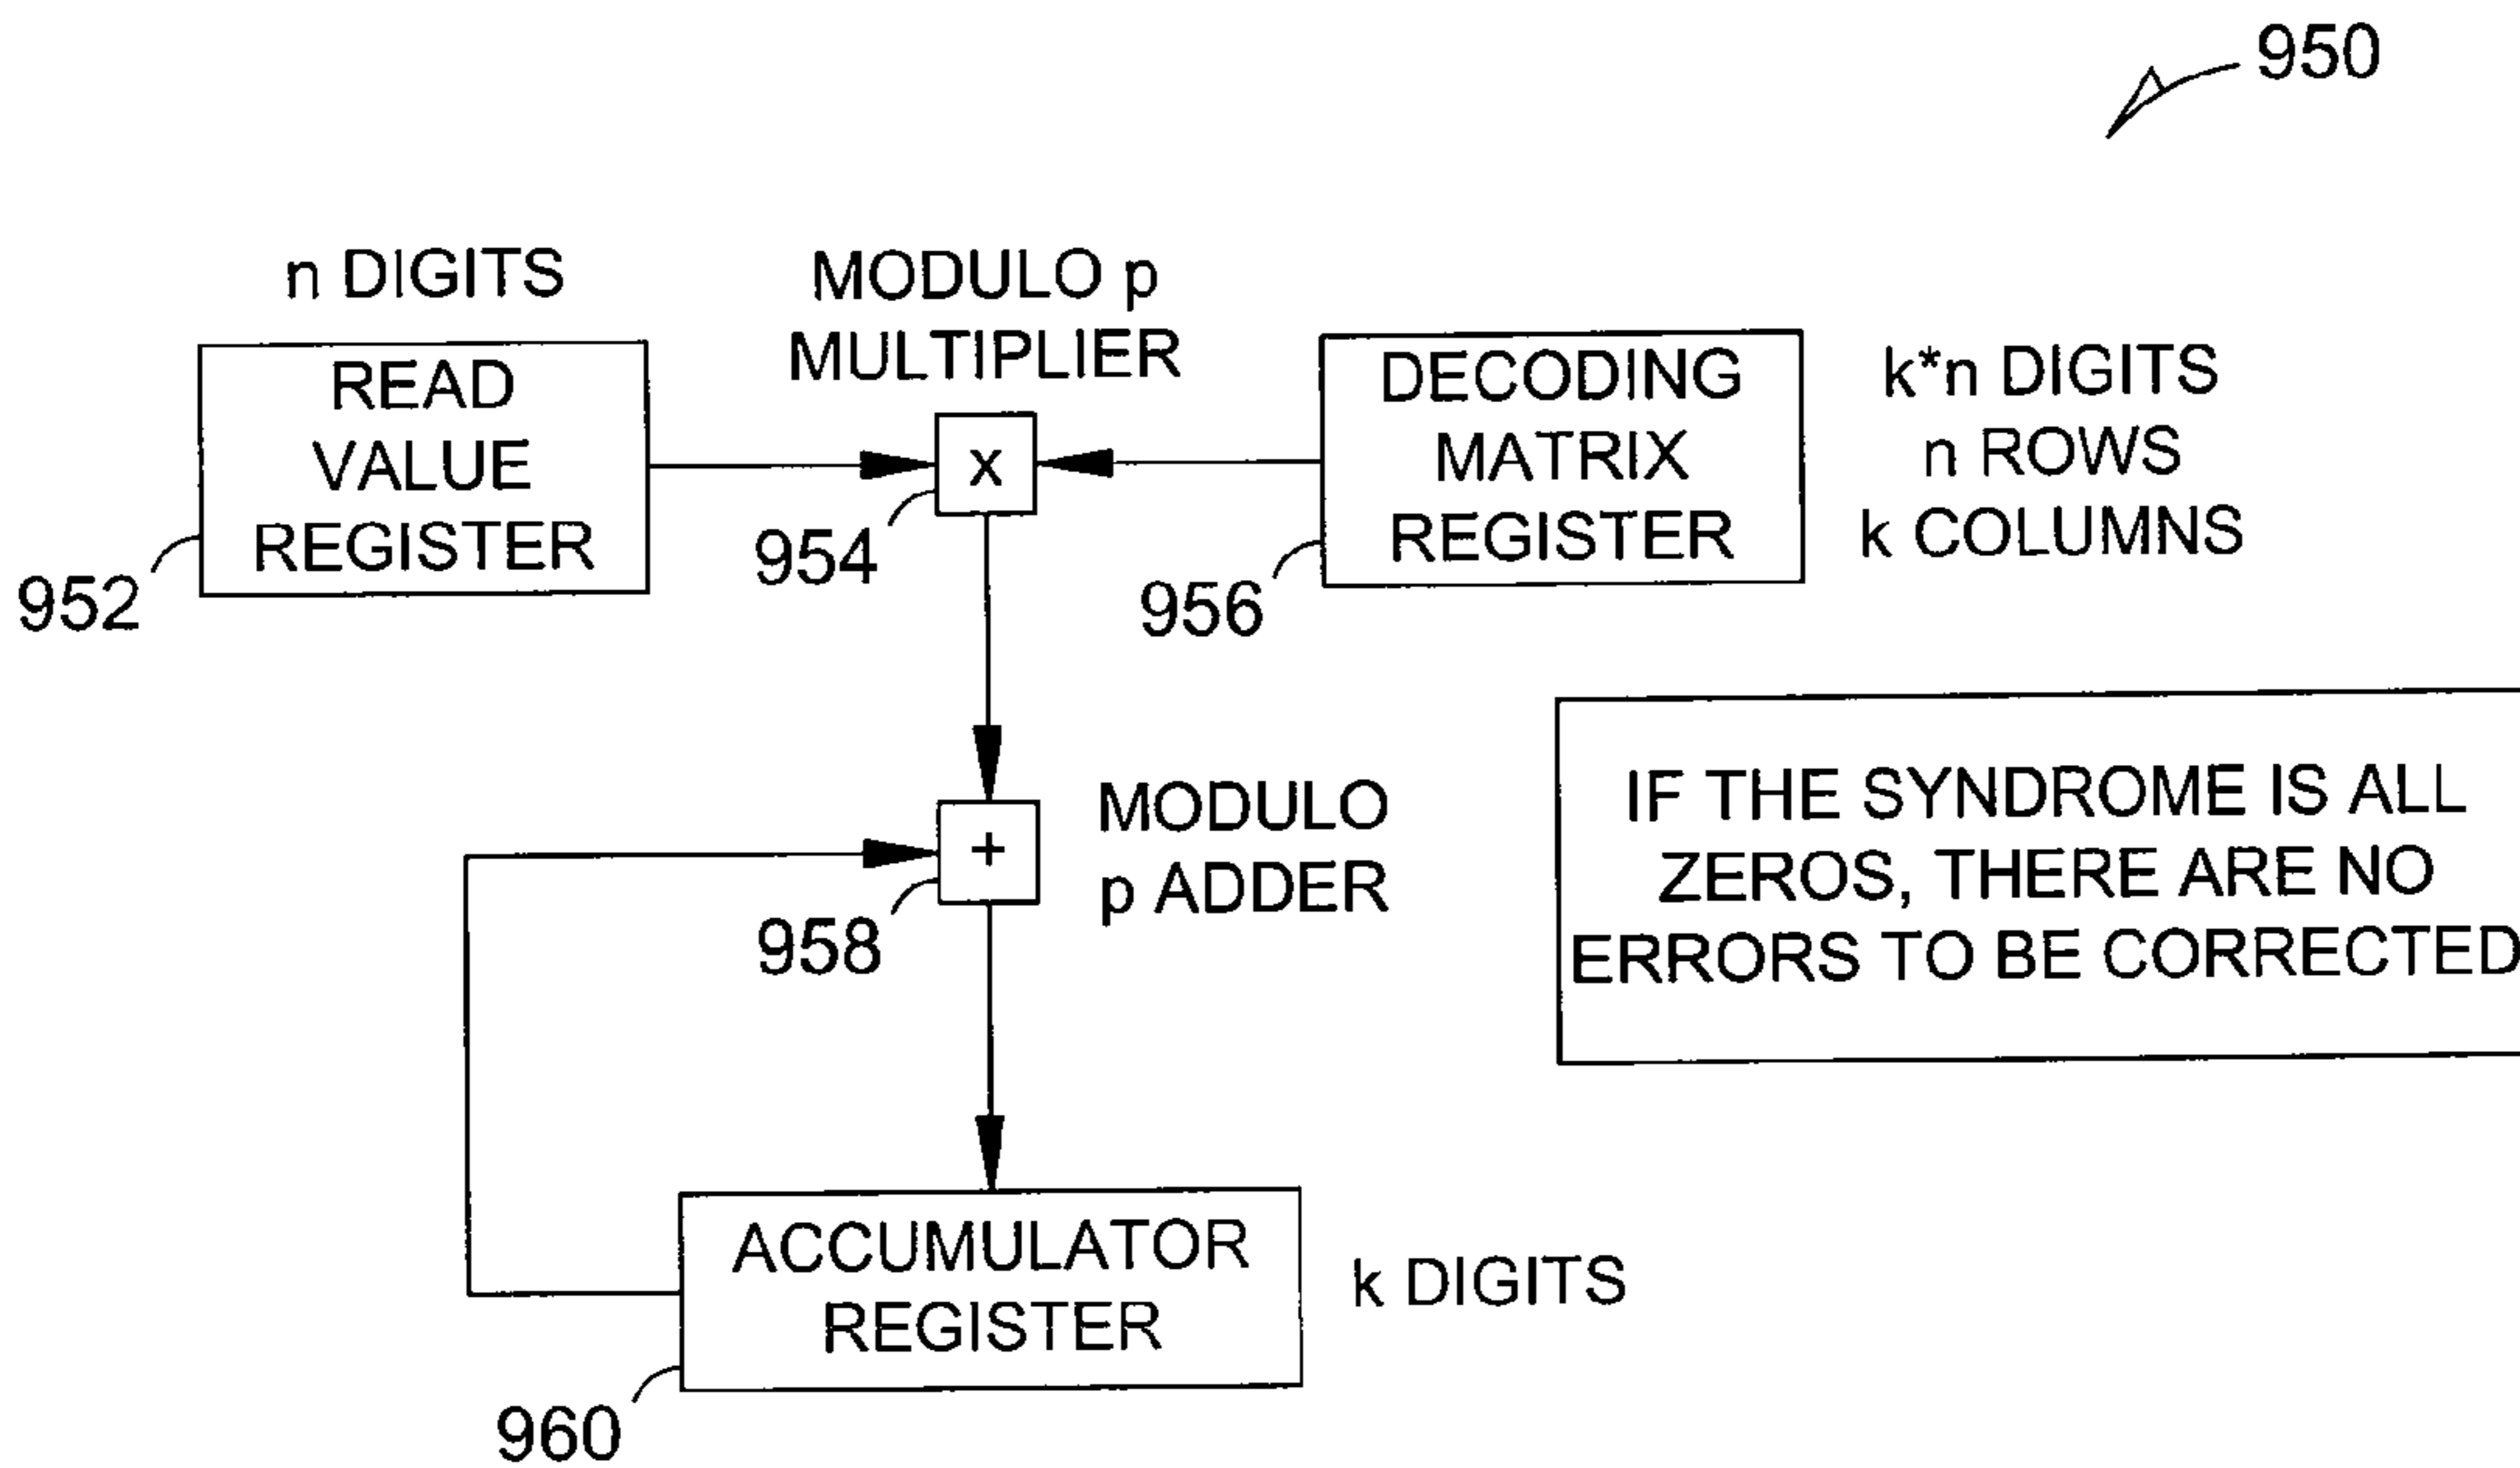 950
n DIGITS
MODULO p
MULTIPLIER
READ
VALUE
REGISTER
952
X
954
DECODING
MATRIX
REGISTER
956
k*n DIGITS
n ROWS
k COLUMNS
+
958
MODULO
p ADDER
IF THE SYNDROME IS ALL
ZEROS, THERE ARE NO
ERRORS TO BE CORRECTED
ACCUMULATOR
REGISTER
960
k DIGITS